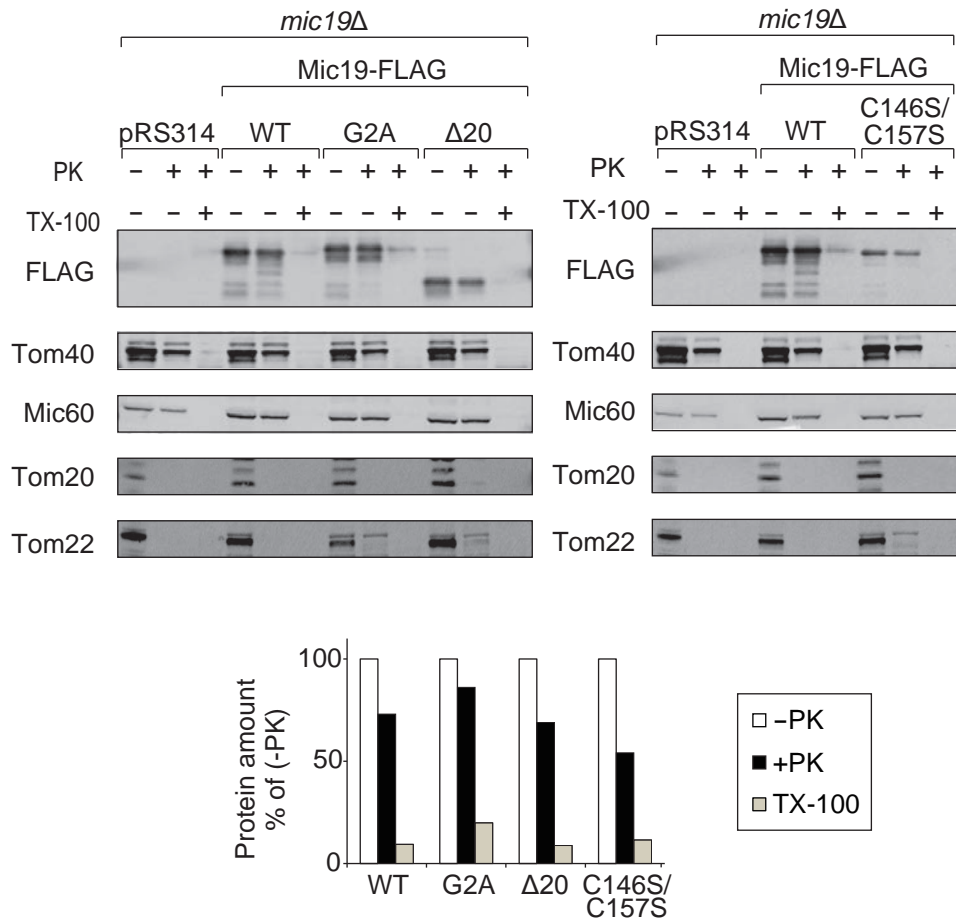 mic19Δ
Mic19-FLAG
pRS314 WT G2A Δ20
PK – + + – + + – + + – + +
TX-100 – – + – – + – – + – – +
FLAG
Tom40
Mic60
Tom20
Tom22
mic19Δ
Mic19-FLAG
pRS314 WT C146S/
C157S
PK – + + – + + – + +
TX-100 – – + – – + – – +
FLAG
Tom40
Mic60
Tom20
Tom22
Protein amount
% of (-PK)
100
50
0
WT G2A Δ20 C146S/
C157S
–PK
+PK
TX-100